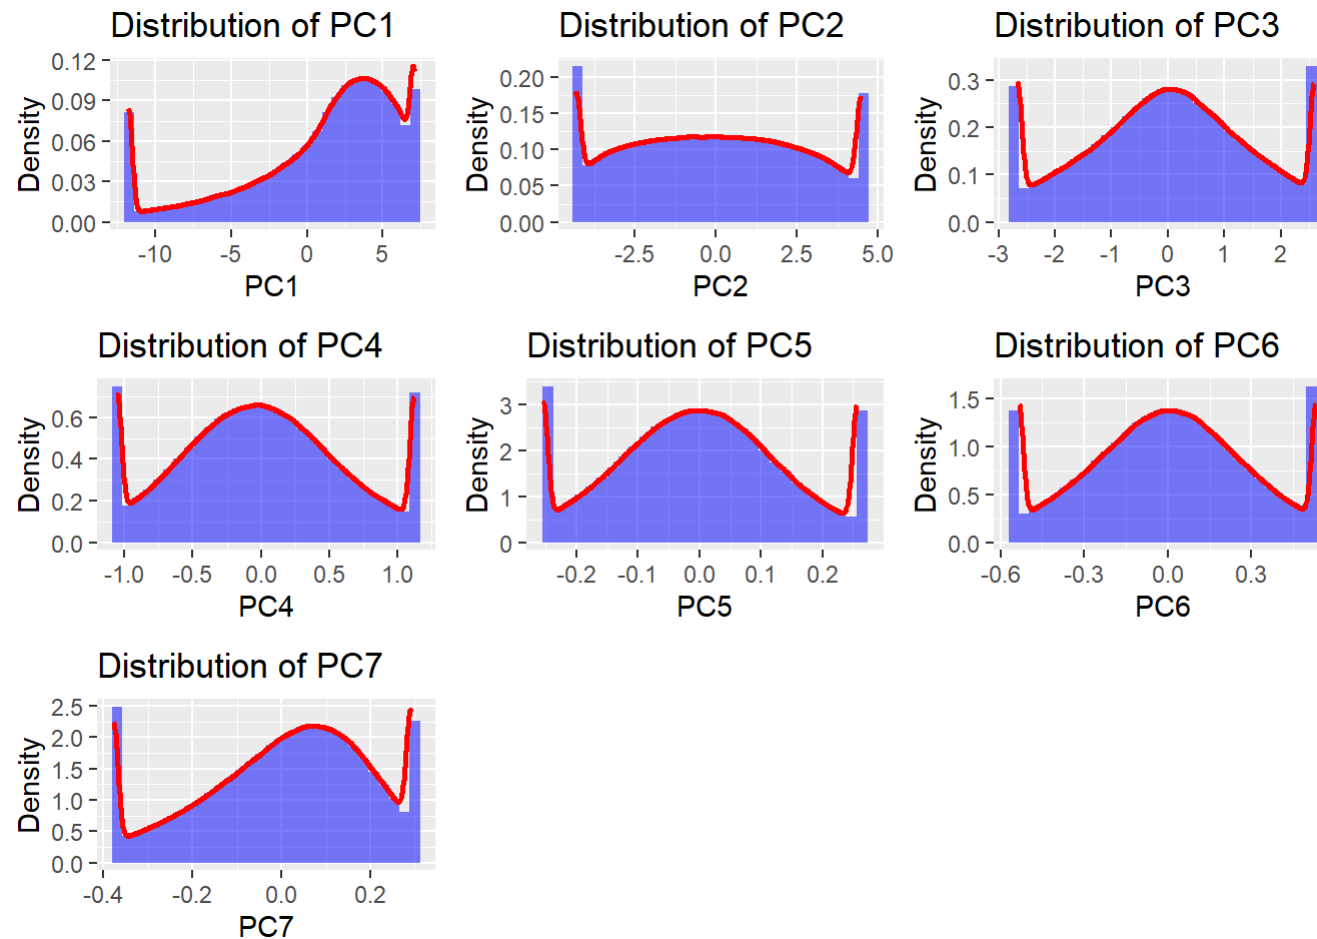 Distribution of PC1
Density
0.12
0.09
0.06
0.03
0.00
-10 -5 0 5
PC1
Distribution of PC2
Density
0.20
0.15
0.10
0.05
0.00
-2.5 0.0 2.5 5.0
PC2
Distribution of PC3
Density
0.3
0.2
0.1
0.0
-3 -2 -1 0 1 2
PC3
Distribution of PC4
Density
0.6
0.4
0.2
0.0
-1.0 -0.5 0.0 0.5 1.0
PC4
Distribution of PC5
Density
3
2
1
0
-0.2 -0.1 0.0 0.1 0.2
PC5
Distribution of PC6
Density
1.5
1.0
0.5
0.0
-0.6 -0.3 0.0 0.3
PC6
Distribution of PC7
Density
2.5
2.0
1.5
1.0
0.5
0.0
-0.4 -0.2 0.0 0.2
PC7